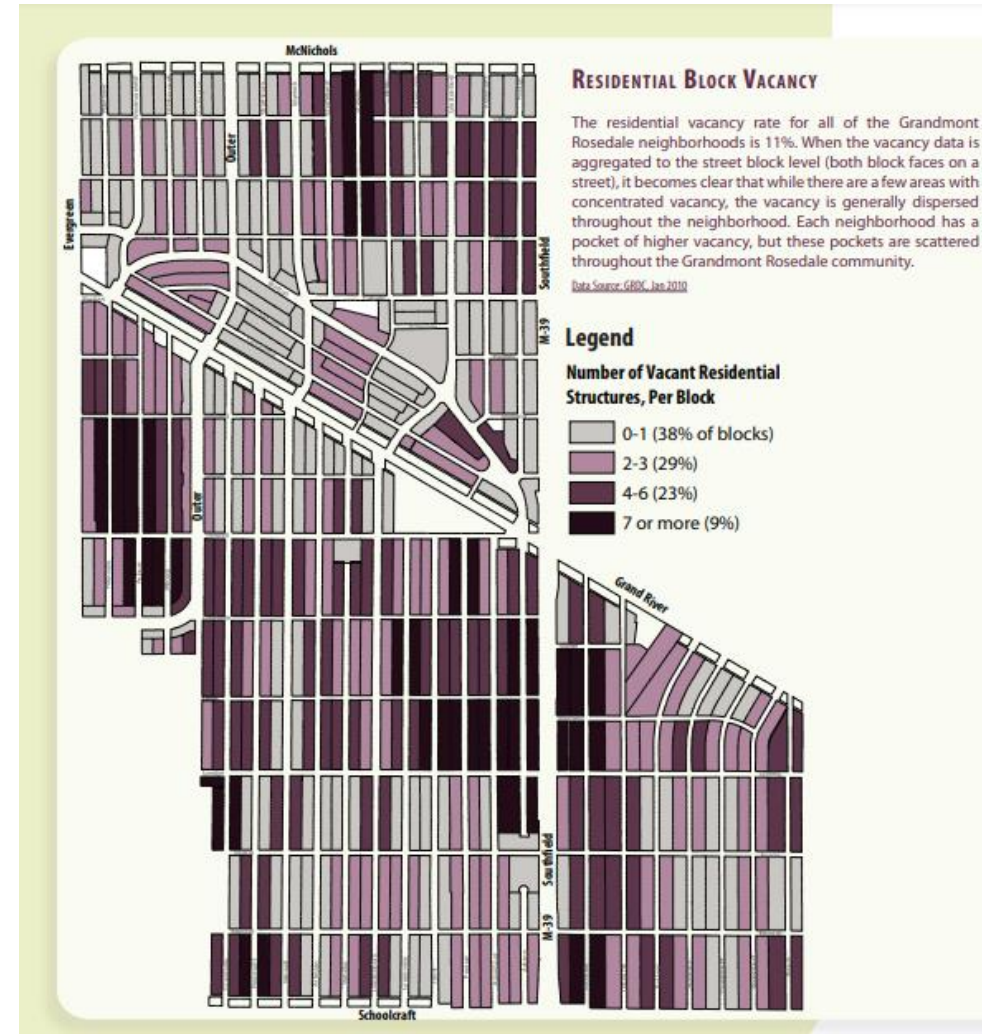 McNichols
RESIDENTIAL BLOCK VACANCY
The residential vacancy rate for all of the Grandmont
Rosedale neighborhoods is 11%. When the vacancy data is
aggregated to the street block level (both block faces on a
street), it becomes clear that while there are a few areas with
concentrated vacancy, the vacancy is generally dispersed
throughout the neighborhood. Each neighborhood has a
pocket of higher vacancy, but these pockets are scattered
throughout the Grandmont Rosedale community.
Data Source: GRDC, Jan 2010
Outer
Evergreen
Southfield
M-39
Legend
Number of Vacant Residential
Structures, Per Block
0-1 (38% of blocks)
2-3 (29%)
4-6 (23%)
7 or more (9%)
Outer
Grand River
Southfield
M-39
Schoolcraft